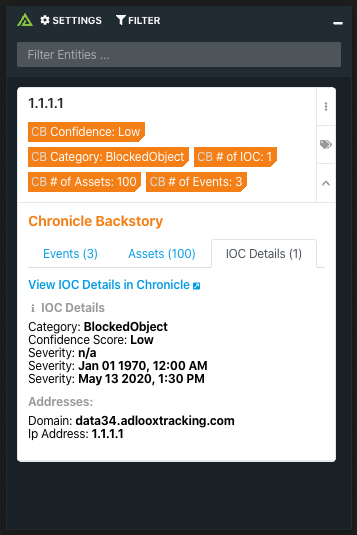 SETTINGS FILTER
Filter Entities ...
1.1.1.1
CB Confidence: Low
CB Category: BlockedObject CB # of IOC: 1
CB # of Assets: 100 CB # of Events: 3
Chronicle Backstory
Events (3) Assets (100) IOC Details (1)
View IOC Details in Chronicle
IOC Details
Category: BlockedObject
Confidence Score: Low
Severity: n/a
Severity: Jan 01 1970, 12:00 AM
Severity: May 13 2020, 1:30 PM
Addresses:
Domain: data34.adlooxtracking.com
Ip Address: 1.1.1.1